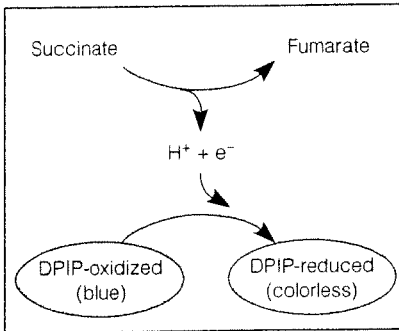 Succinate Fumarate
H⁺ + e⁻
DPIP-oxidized DPIP-reduced
(blue) (colorless)